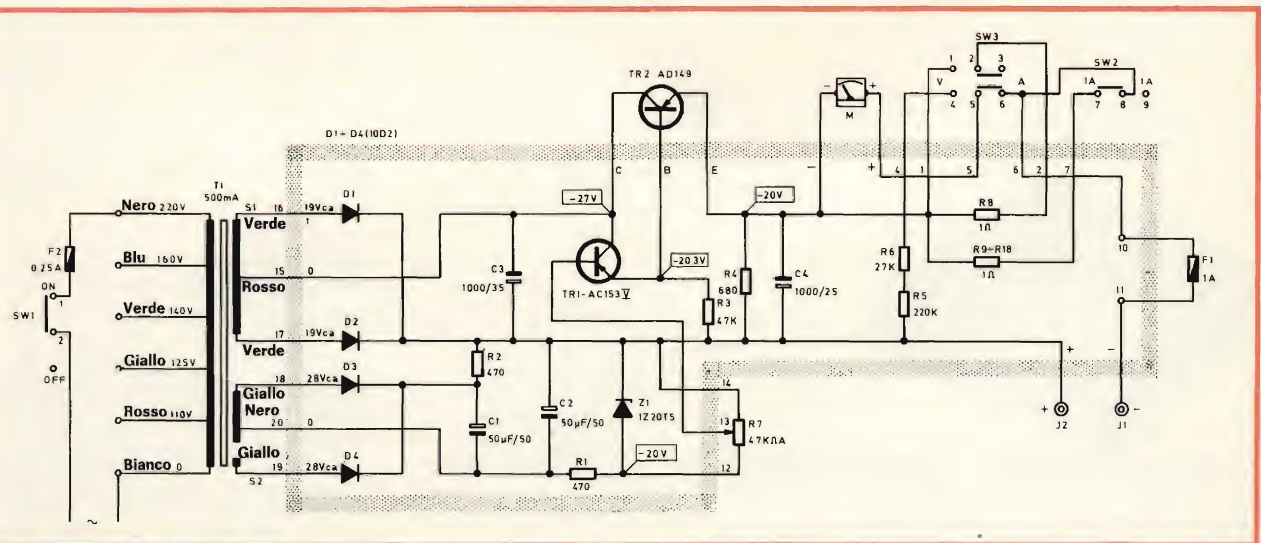 SW3
1 2 3
V A
4 5 6
SW2
1A 1A
7 8 9
TR2 AD149
- +
M
D1÷D4(10D2)
T1
500mA
C B E
- + 4 1 5 6 2 7
Nero 220V
S1 16 19Vca D1
Verde 1
-27V
-20V
R8
1Ω
F2
0.25A
ON
1
SW1
2
OFF
Blu 160V
15 0
Rosso
C3
1000/35
TR1-AC153V
-20.3V
R4
680
C4
1000/25
R6
27K
R9÷R18
1Ω
10
F1
1A
11
Verde 140V
R3
47K
R5
220K
17 19Vca D2
Verde
+ -
Giallo 125V
18 28Vca D3
Giallo
Nero
20 0
R2
470
C1
50µF/50
C2
50µF/50
Z1
1Z20T5
14
13 R7
47KΩA
12
Rosso 110V
+ J2
J1 -
Giallo
19 28Vca D4
S2
R1
470
-20V
Bianco 0
~